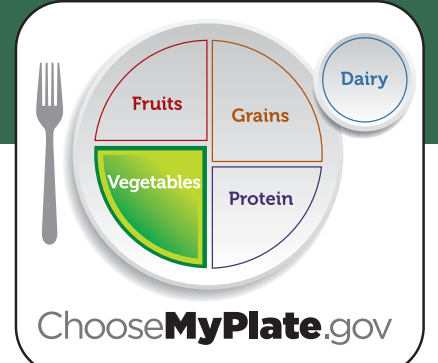 Dairy
Fruits
Grains
Vegetables
Protein
ChooseMyPlate.gov